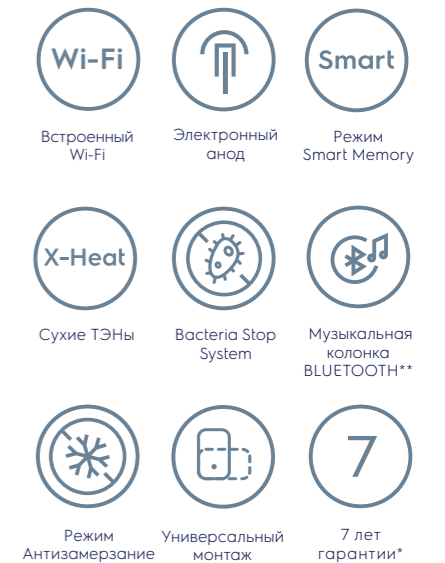 Wi-Fi
Встроенный
Wi-Fi
Электронный
анод
Smart
Режим
Smart Memory
X-Heat
Сухие ТЭНы
Bacteria Stop
System
Музыкальная
колонка
BLUETOOTH**
Режим
Антизамерзание
Универсальный
монтаж
7
7 лет
гарантии*